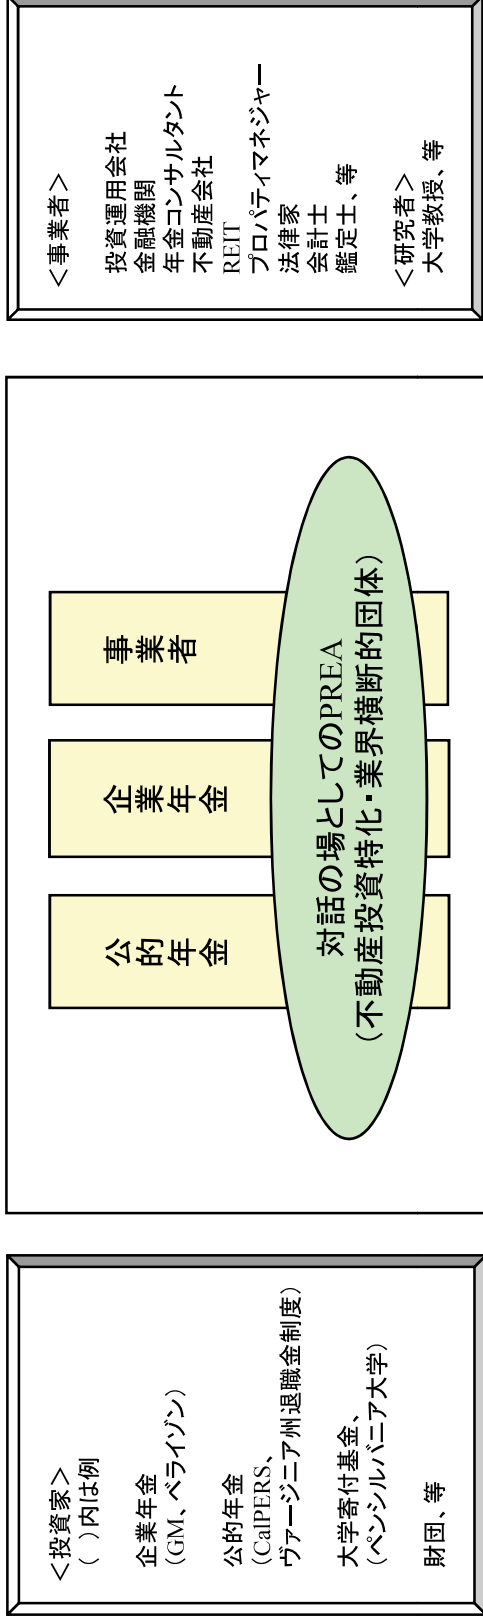 ＜投資家＞
（　）内は例
企業年金
（GM、ベライゾン）
公的年金
（CalPERS、
ヴァージニア州退職金制度）
大学寄付基金、
（ペンシルバニア大学）
財団、等
公的年金
企業年金
事業者
対話の場としてのPREA
（不動産投資特化・業界横断的団体）
＜事業者＞
投資運用会社
金融機関
年金コンサルタント
不動産会社
REIT
プロパティマネジャー
法律家
会計士
鑑定士、等
＜研究者＞
大学教授、等